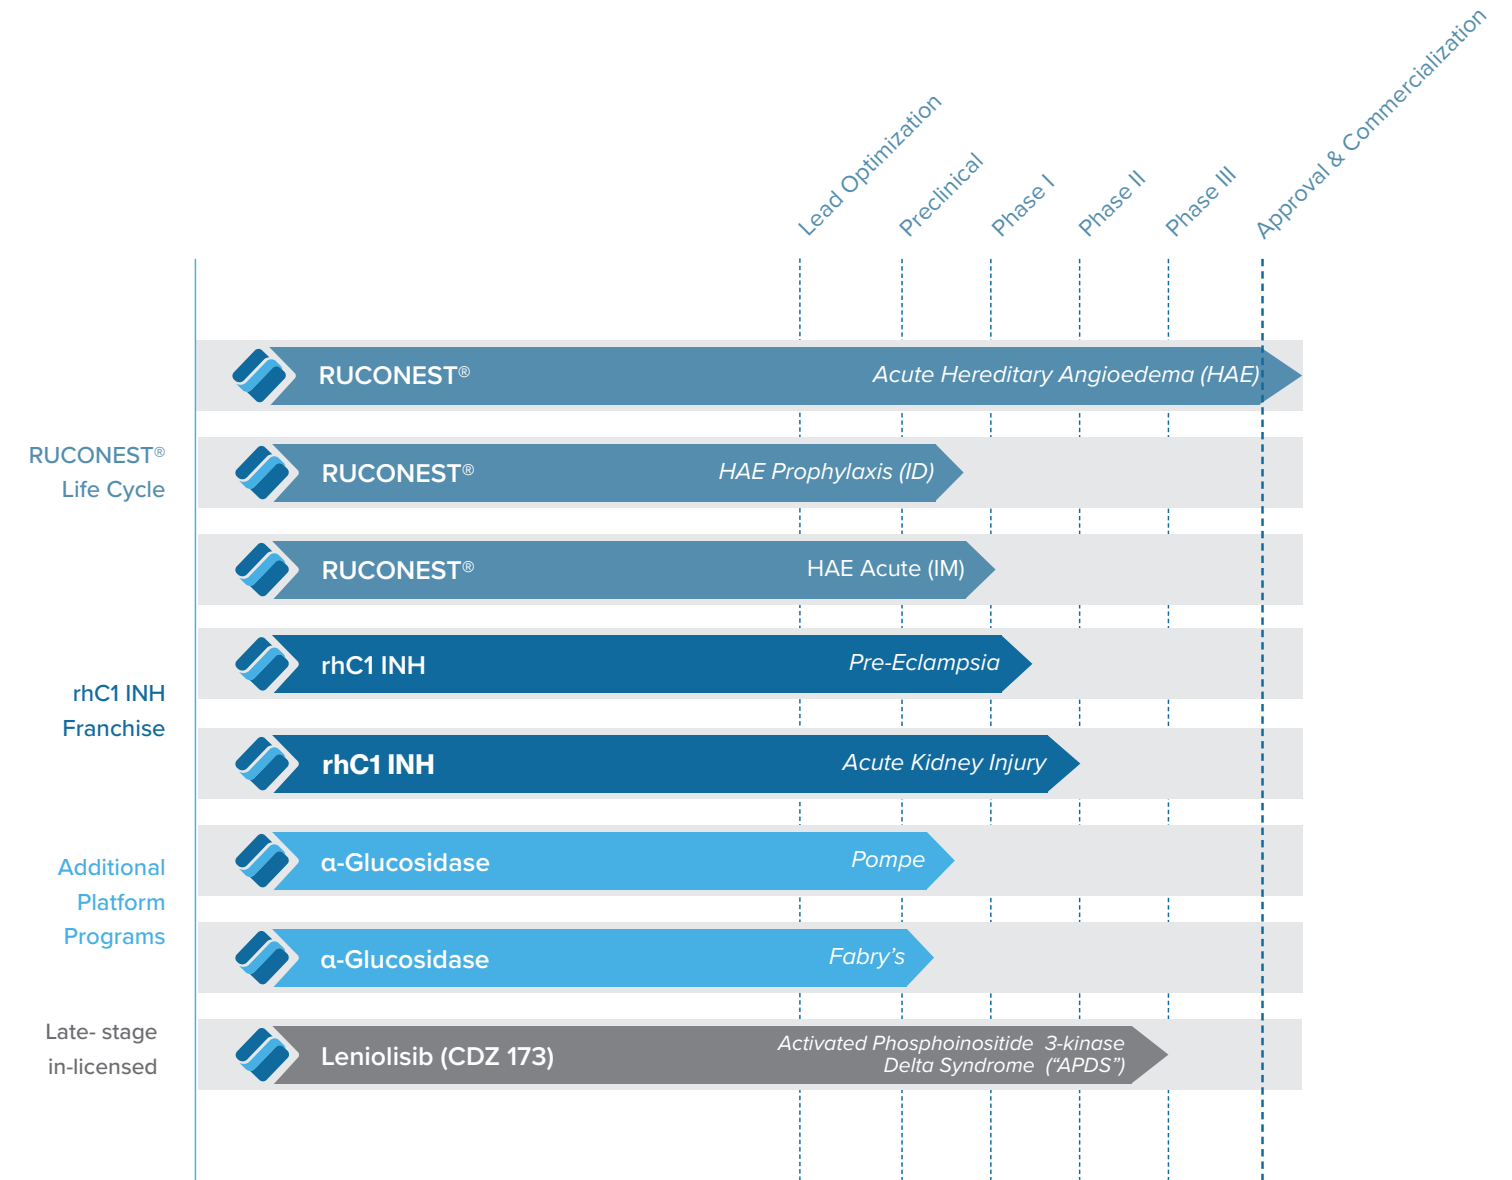 Lead Optimization
Preclinical
Phase I
Phase II
Phase III
Approval & Commercialization
RUCONEST®
Life Cycle
RUCONEST® Acute Hereditary Angioedema (HAE)
RUCONEST® HAE Prophylaxis (ID)
RUCONEST® HAE Acute (IM)
rhC1 INH
Franchise
rhC1 INH Pre-Eclampsia
rhC1 INH Acute Kidney Injury
Additional
Platform
Programs
α-Glucosidase Pompe
α-Glucosidase Fabry’s
Late- stage
in-licensed
Leniolisib (CDZ 173)
Activated Phosphoinositide 3-kinase
Delta Syndrome (“APDS”)